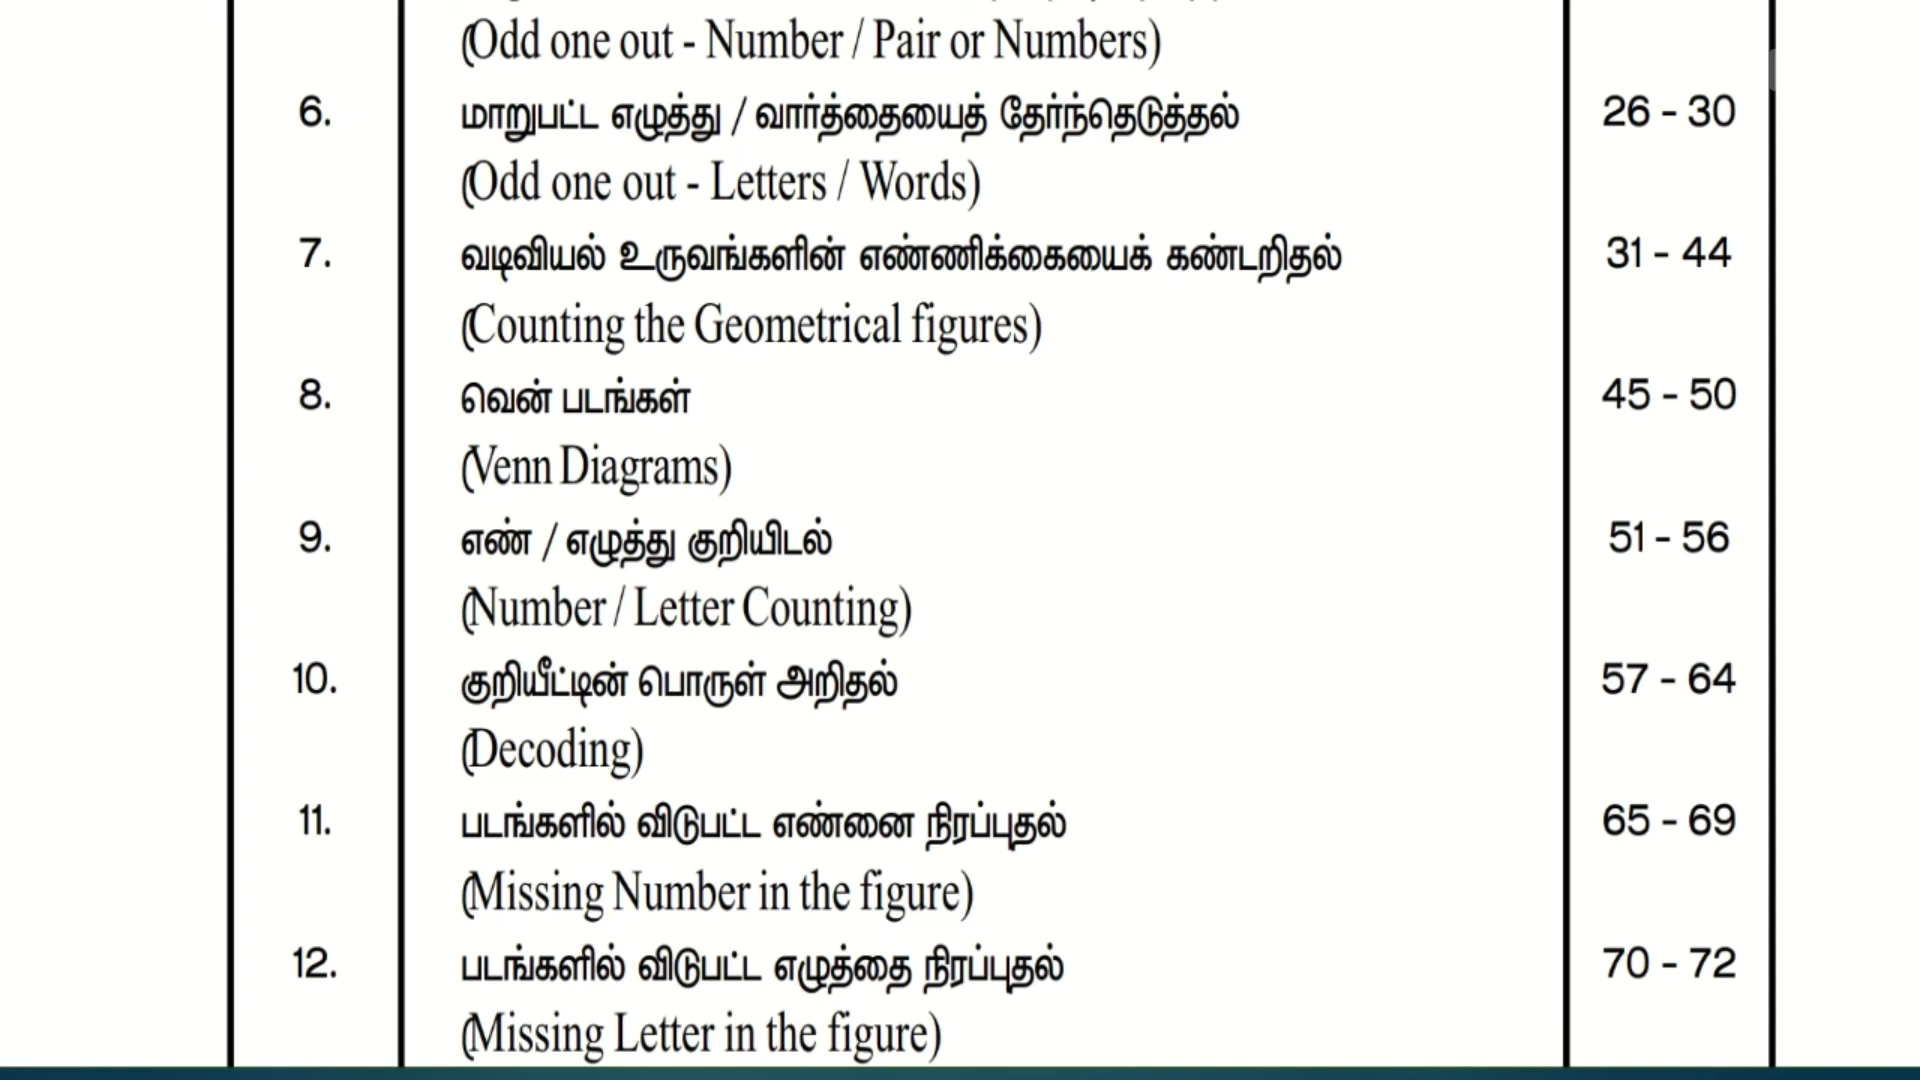 (Odd one out - Number / Pair or Numbers)
6. மாறுபட்ட எழுத்து / வார்த்தையைத் தேர்ந்தெடுத்தல் 26 - 30
(Odd one out - Letters / Words)
7. வடிவியல் உருவங்களின் எண்ணிக்கையைக் கண்டறிதல் 31 - 44
(Counting the Geometrical figures)
8. வென் படங்கள் 45 - 50
(Venn Diagrams)
9. எண் / எழுத்து குறியிடல் 51 - 56
(Number / Letter Counting)
10. குறியீட்டின் பொருள் அறிதல் 57 - 64
(Decoding)
11. படங்களில் விடுபட்ட எண்னை நிரப்புதல் 65 - 69
(Missing Number in the figure)
12. படங்களில் விடுபட்ட எழுத்தை நிரப்புதல் 70 - 72
(Missing Letter in the figure)